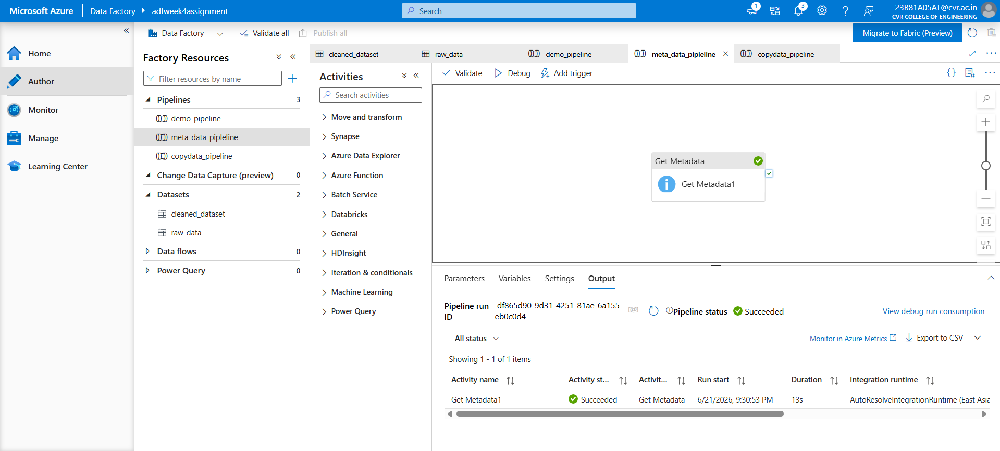 Microsoft Azure Data Factory adfweek4assignment
Search
1
3
23B81A05AT@cvr.ac.in
CVR COLLEGE OF ENGINEERING
Home
Author
Monitor
Manage
Learning Center
Data Factory Validate all Publish all
Migrate to Fabric (Preview)
Factory Resources
Filter resources by name
Pipelines 3
demo_pipeline
meta_data_pipleline
copydata_pipeline
Change Data Capture (preview) 0
Datasets 2
cleaned_dataset
raw_data
Data flows 0
Power Query 0
cleaned_dataset raw_data demo_pipeline meta_data_pipleline copydata_pipeline
Activities
Search activities
Move and transform
Synapse
Azure Data Explorer
Azure Function
Batch Service
Databricks
General
HDInsight
Iteration & conditionals
Machine Learning
Power Query
Validate Debug Add trigger
Get Metadata
Get Metadata1
Parameters Variables Settings Output
Pipeline run ID df865d90-9d31-4251-81ae-6a155
eb0c0d4
Pipeline status Succeeded
View debug run consumption
All status
Monitor in Azure Metrics Export to CSV
Showing 1 - 1 of 1 items
Activity name Activity st... Activit... Run start Duration Integration runtime
Get Metadata1 Succeeded Get Metadata 6/21/2026, 9:30:53 PM 13s AutoResolveIntegrationRuntime (East Asia